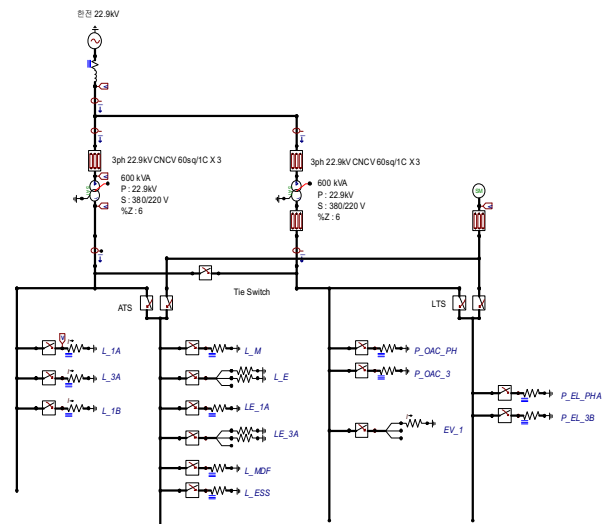 한전 22.9kV
3ph 22.9kV CNCV 60sq/1C X 3
600 kVA
P : 22.9kV
S : 380/220 V
%Z : 6
3ph 22.9kV CNCV 60sq/1C X 3
600 kVA
P : 22.9kV
S : 380/220 V
%Z : 6
SM
Tie Switch
ATS
LTS
L_1A
L_3A
L_1B
L_M
L_E
LE_1A
LE_3A
L_MDF
L_ESS
P_OAC_PH
P_OAC_3
EV_1
P_EL_PHA
P_EL_3B